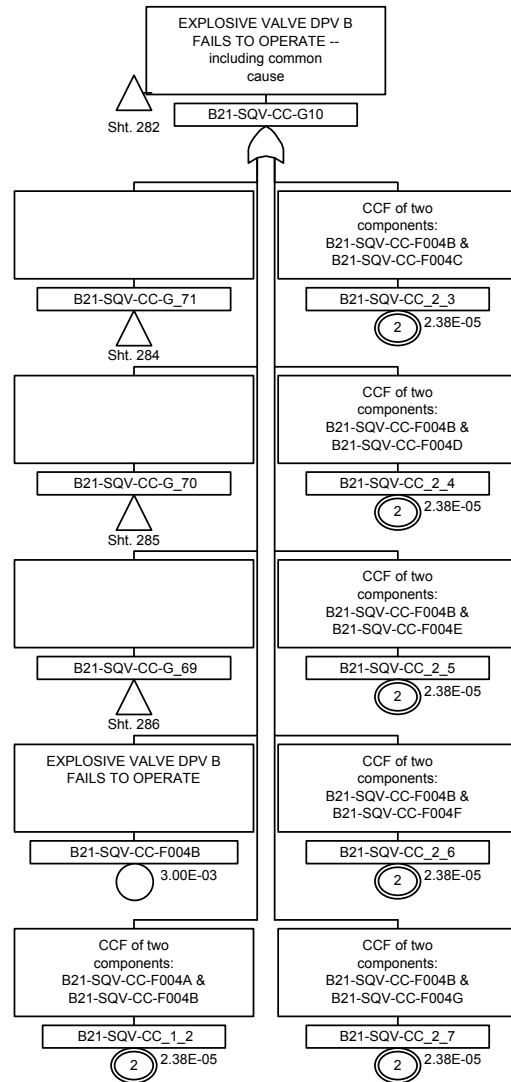 EXPLOSIVE VALVE DPV B
FAILS TO OPERATE --
including common
cause
Sht. 282
B21-SQV-CC-G10
B21-SQV-CC-G_71
Sht. 284
CCF of two
components:
B21-SQV-CC-F004B &
B21-SQV-CC-F004C
B21-SQV-CC_2_3
2
2.38E-05
B21-SQV-CC-G_70
Sht. 285
CCF of two
components:
B21-SQV-CC-F004B &
B21-SQV-CC-F004D
B21-SQV-CC_2_4
2
2.38E-05
B21-SQV-CC-G_69
Sht. 286
CCF of two
components:
B21-SQV-CC-F004B &
B21-SQV-CC-F004E
B21-SQV-CC_2_5
2
2.38E-05
EXPLOSIVE VALVE DPV B
FAILS TO OPERATE
B21-SQV-CC-F004B
3.00E-03
CCF of two
components:
B21-SQV-CC-F004B &
B21-SQV-CC-F004F
B21-SQV-CC_2_6
2
2.38E-05
CCF of two
components:
B21-SQV-CC-F004A &
B21-SQV-CC-F004B
B21-SQV-CC_1_2
2
2.38E-05
CCF of two
components:
B21-SQV-CC-F004B &
B21-SQV-CC-F004G
B21-SQV-CC_2_7
2
2.38E-05